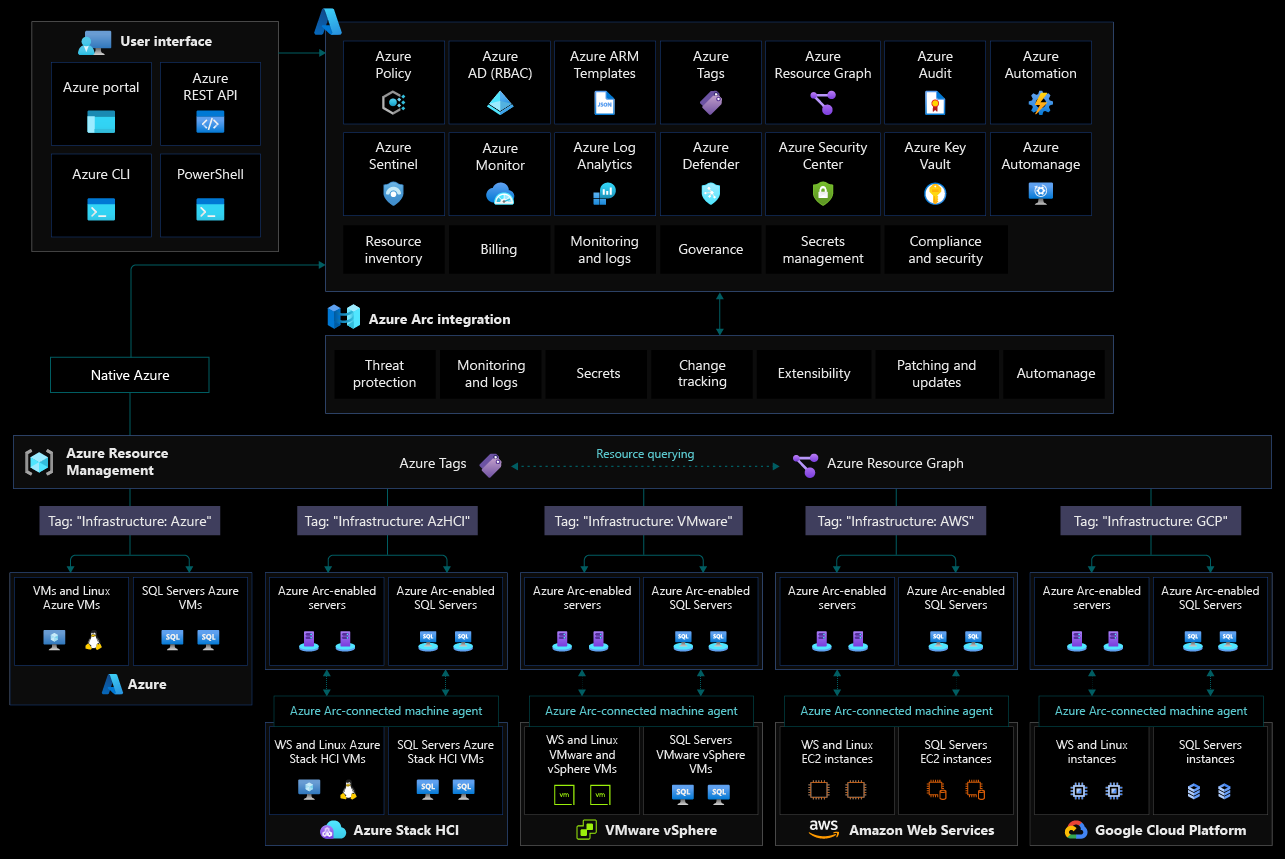 User interface
Azure portal
Azure
REST API
Azure CLI
PowerShell
Azure
Policy
Azure
AD (RBAC)
Azure ARM
Templates
JSON
Azure
Tags
Azure
Resource Graph
Azure
Audit
Azure
Automation
Azure
Sentinel
Azure
Monitor
Azure Log
Analytics
Azure
Defender
Azure Security
Center
Azure Key
Vault
Azure
Automanage
Resource
inventory
Billing
Monitoring
and logs
Goverance
Secrets
management
Compliance
and security
Azure Arc integration
Threat
protection
Monitoring
and logs
Secrets
Change
tracking
Extensibility
Patching and
updates
Automanage
Native Azure
Azure Resource
Management
Azure Tags
Resource querying
Azure Resource Graph
Tag: "Infrastructure: Azure"
Tag: "Infrastructure: AzHCI"
Tag: "Infrastructure: VMware"
Tag: "Infrastructure: AWS"
Tag: "Infrastructure: GCP"
VMs and Linux
Azure VMs
SQL Servers Azure
VMs
SQL
SQL
Azure
Azure Arc-enabled
servers
Azure Arc-enabled
SQL Servers
SQL
SQL
Azure Arc-enabled
servers
Azure Arc-enabled
SQL Servers
SQL
SQL
Azure Arc-enabled
servers
Azure Arc-enabled
SQL Servers
SQL
SQL
Azure Arc-enabled
servers
Azure Arc-enabled
SQL Servers
SQL
SQL
Azure Arc-connected machine agent
Azure Arc-connected machine agent
Azure Arc-connected machine agent
Azure Arc-connected machine agent
WS and Linux Azure
Stack HCI VMs
SQL Servers Azure
Stack HCI VMs
SQL
SQL
Azure Stack HCI
WS and Linux
VMware and
vSphere VMs
vm
vm
SQL Servers
VMware vSphere
VMs
SQL
SQL
VMware vSphere
WS and Linux
EC2 instances
SQL Servers
EC2 instances
aws
Amazon Web Services
WS and Linux
instances
SQL Servers
instances
Google Cloud Platform